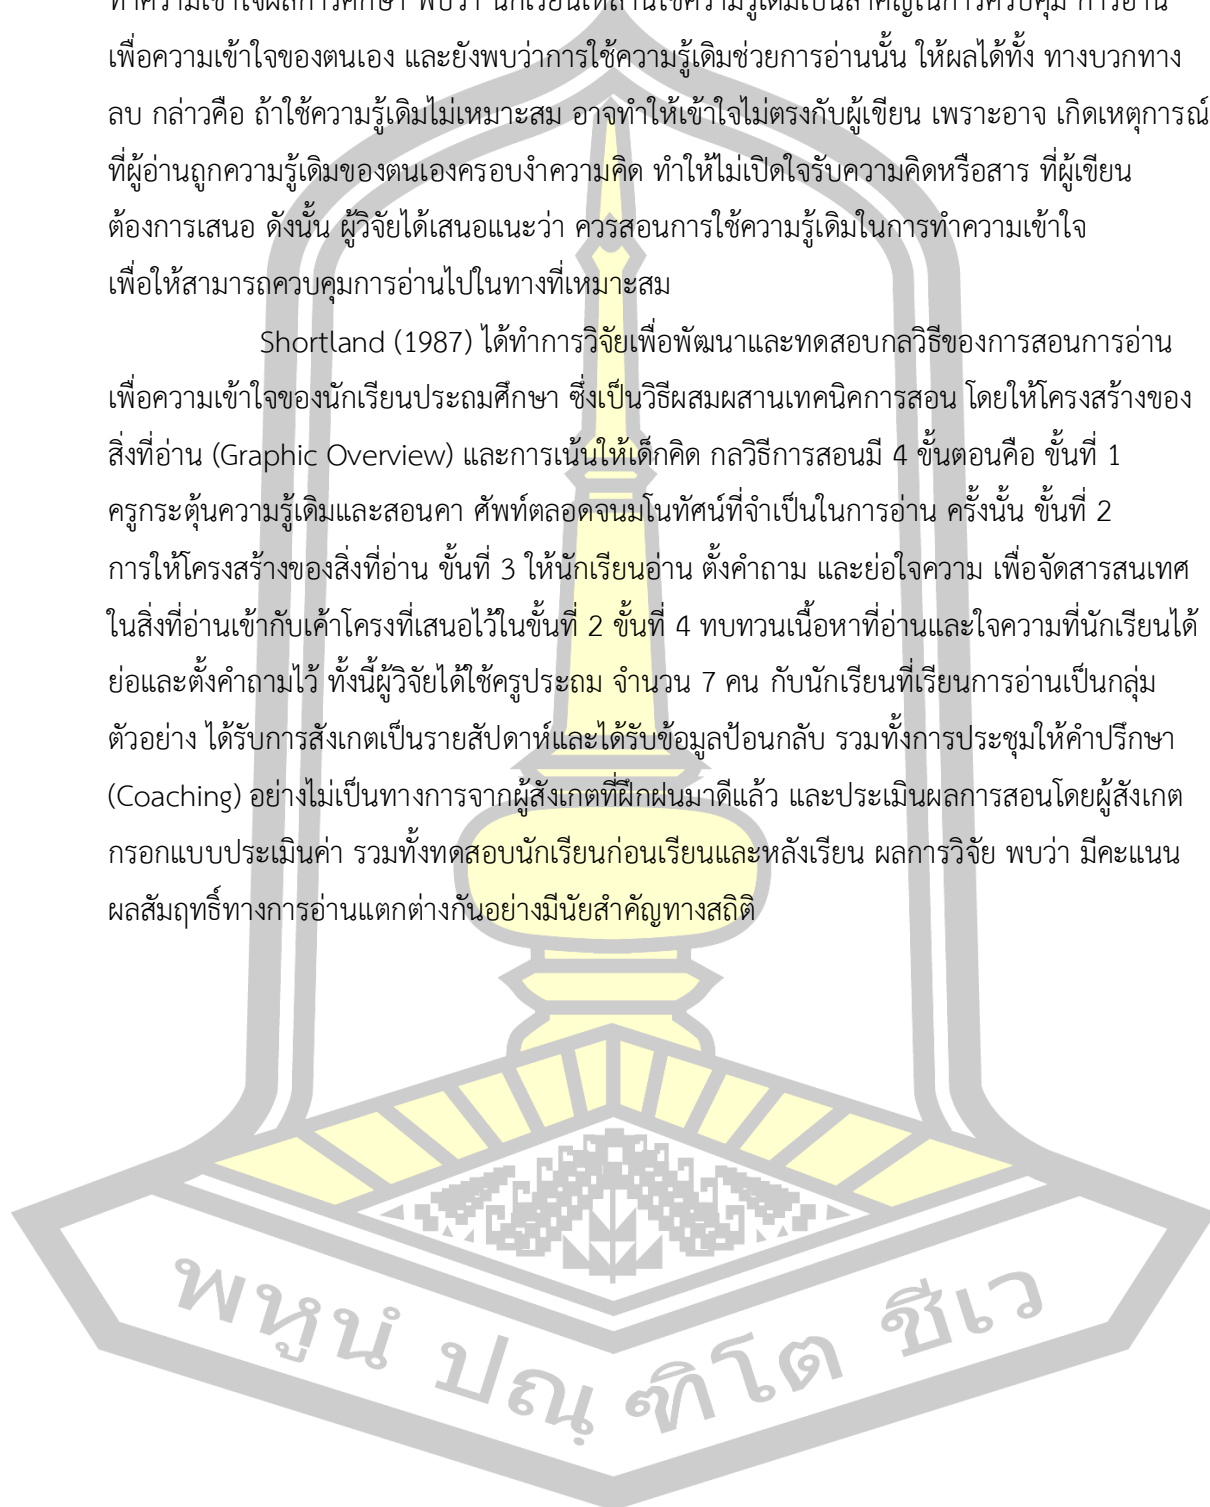 ทำความเข้าใจผลการศึกษา พบว่า นักเรียนเหล่านี้ใช้ความรู้เดิมเป็นสำคัญในการควบคุม การอ่าน
เพื่อความเข้าใจของตนเอง และยังพบว่าการใช้ความรู้เดิมช่วยการอ่านนั้น ให้ผลได้ทั้ง ทางบวกทาง
ลบ กล่าวคือ ถ้าใช้ความรู้เดิมไม่เหมาะสม อาจทำให้เข้าใจไม่ตรงกับผู้เขียน เพราะอาจ เกิดเหตุการณ์
ที่ผู้อ่านถูกความรู้เดิมของตนเองครอบงำความคิด ทำให้ไม่เปิดใจรับความคิดหรือสาร ที่ผู้เขียน
ต้องการเสนอ ดังนั้น ผู้วิจัยได้เสนอแนะว่า ควรสอนการใช้ความรู้เดิมในการทำความเข้าใจ
เพื่อให้สามารถควบคุมการอ่านไปในทางที่เหมาะสม
Shortland (1987) ได้ทำการวิจัยเพื่อพัฒนาและทดสอบกลวิธีของการสอนการอ่าน
เพื่อความเข้าใจของนักเรียนประถมศึกษา ซึ่งเป็นวิธีผสมผสานเทคนิคการสอน โดยให้โครงสร้างของ
สิ่งที่อ่าน (Graphic Overview) และการเน้นให้เด็กคิด กลวิธีการสอนมี 4 ขั้นตอนคือ ขั้นที่ 1
ครูกระตุ้นความรู้เดิมและสอนคา ศัพท์ตลอดจนมโนทัศน์ที่จำเป็นในการอ่าน ครั้งนั้น ขั้นที่ 2
การให้โครงสร้างของสิ่งที่อ่าน ขั้นที่ 3 ให้นักเรียนอ่าน ตั้งคำถาม และย่อใจความ เพื่อจัดสารสนเทศ
ในสิ่งที่อ่านเข้ากับเค้าโครงที่เสนอไว้ในขั้นที่ 2 ขั้นที่ 4 ทบทวนเนื้อหาที่อ่านและใจความที่นักเรียนได้
ย่อและตั้งคำถามไว้ ทั้งนี้ผู้วิจัยได้ใช้ครูประถม จำนวน 7 คน กับนักเรียนที่เรียนการอ่านเป็นกลุ่ม
ตัวอย่าง ได้รับการสังเกตเป็นรายสัปดาห์และได้รับข้อมูลป้อนกลับ รวมทั้งการประชุมให้คำปรึกษา
(Coaching) อย่างไม่เป็นทางการจากผู้สังเกตที่ฝึกฝนมาดีแล้ว และประเมินผลการสอนโดยผู้สังเกต
กรอกแบบประเมินค่า รวมทั้งทดสอบนักเรียนก่อนเรียนและหลังเรียน ผลการวิจัย พบว่า มีคะแนน
ผลสัมฤทธิ์ทางการอ่านแตกต่างกันอย่างมีนัยสำคัญทางสถิติ
พหูนํ ปณฺฑิโต ชีเว